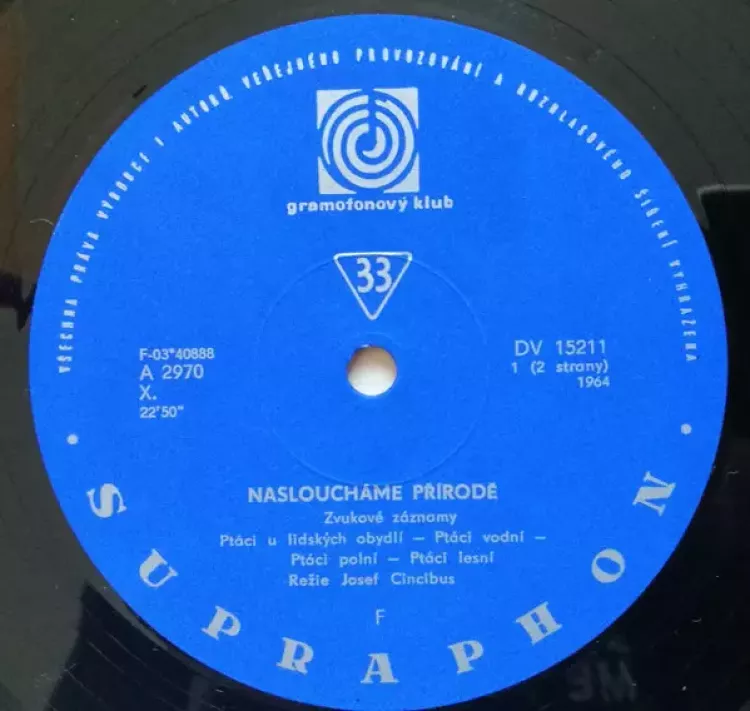 VŠECHNA PRÁVA VÝROBCE I AUTORŮ VEŘEJNÉHO PROVOZOVÁNÍ A ROZHLASOVÉHO ŠÍŘENÍ VYHRAZENA
gramofonový klub
33
F-03*40888
A 2970
X.
22'50"
DV 15211
1 (2 strany)
1964
NASLOUCHÁME PŘÍRODĚ
Zvukové záznamy
Ptáci u lidských obydlí — Ptáci vodní —
Ptáci polní — Ptáci lesní
Režie Josef Cincibus
F
• SUPRAPHON •